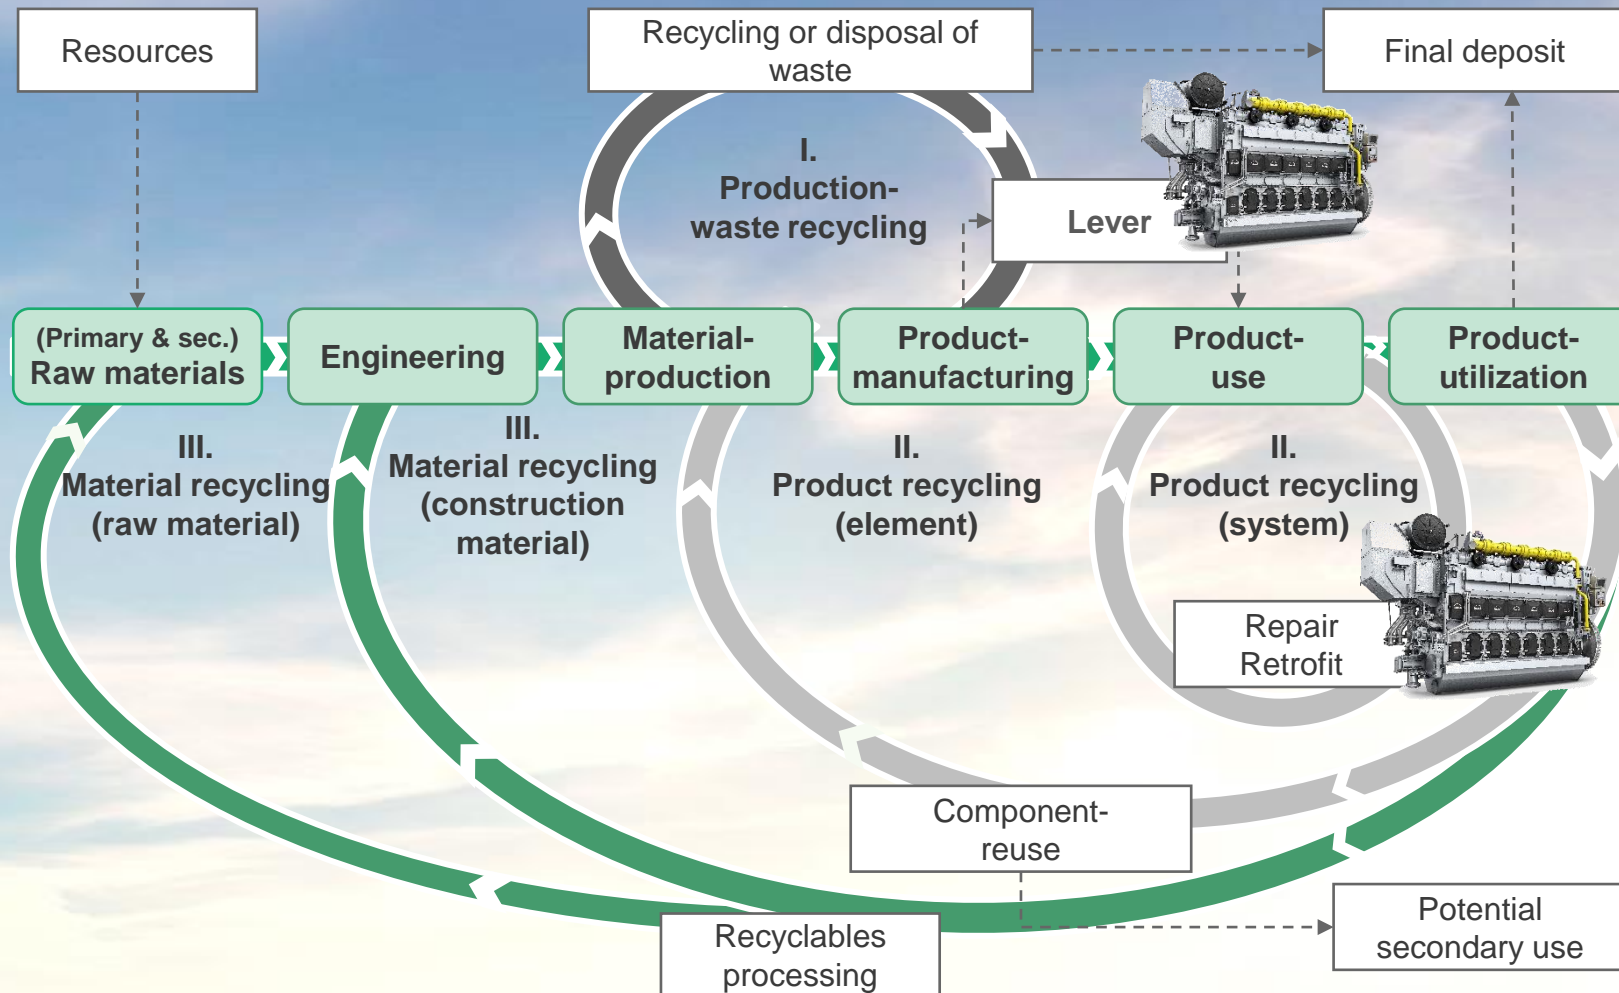 Resources
Recycling or disposal of
waste
Final deposit
I.
Production-
waste recycling
Lever
(Primary & sec.)
Raw materials
Engineering
Material-
production
Product-
manufacturing
Product-
use
Product-
utilization
III.
Material recycling
(raw material)
III.
Material recycling
(construction
material)
II.
Product recycling
(element)
II.
Product recycling
(system)
Repair
Retrofit
Component-
reuse
Potential
secondary use
Recyclables
processing